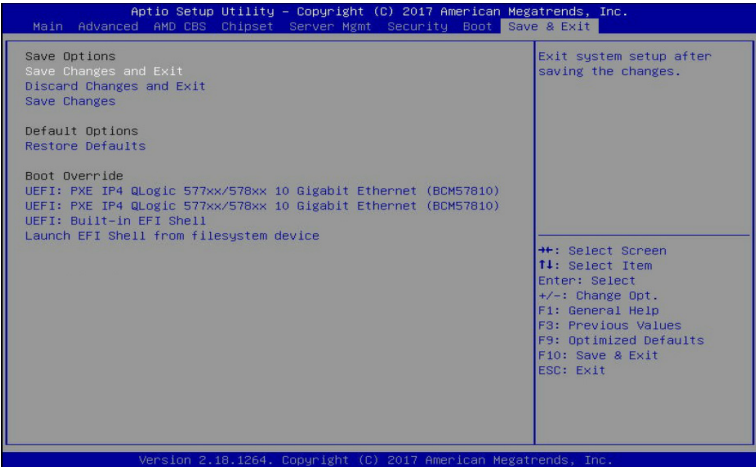 Aptio Setup Utility – Copyright (C) 2017 American Megatrends, Inc.
Main Advanced AMD CBS Chipset Server Mgmt Security Boot Save & Exit
Save Options
Save Changes and Exit
Discard Changes and Exit
Save Changes
Default Options
Restore Defaults
Boot Override
UEFI: PXE IP4 QLogic 577xx/578xx 10 Gigabit Ethernet (BCM57810)
UEFI: PXE IP4 QLogic 577xx/578xx 10 Gigabit Ethernet (BCM57810)
UEFI: Built-in EFI Shell
Launch EFI Shell from filesystem device
Exit system setup after
saving the changes.
→←: Select Screen
↑↓: Select Item
Enter: Select
+/-: Change Opt.
F1: General Help
F3: Previous Values
F9: Optimized Defaults
F10: Save & Exit
ESC: Exit
Version 2.18.1264. Copyright (C) 2017 American Megatrends, Inc.